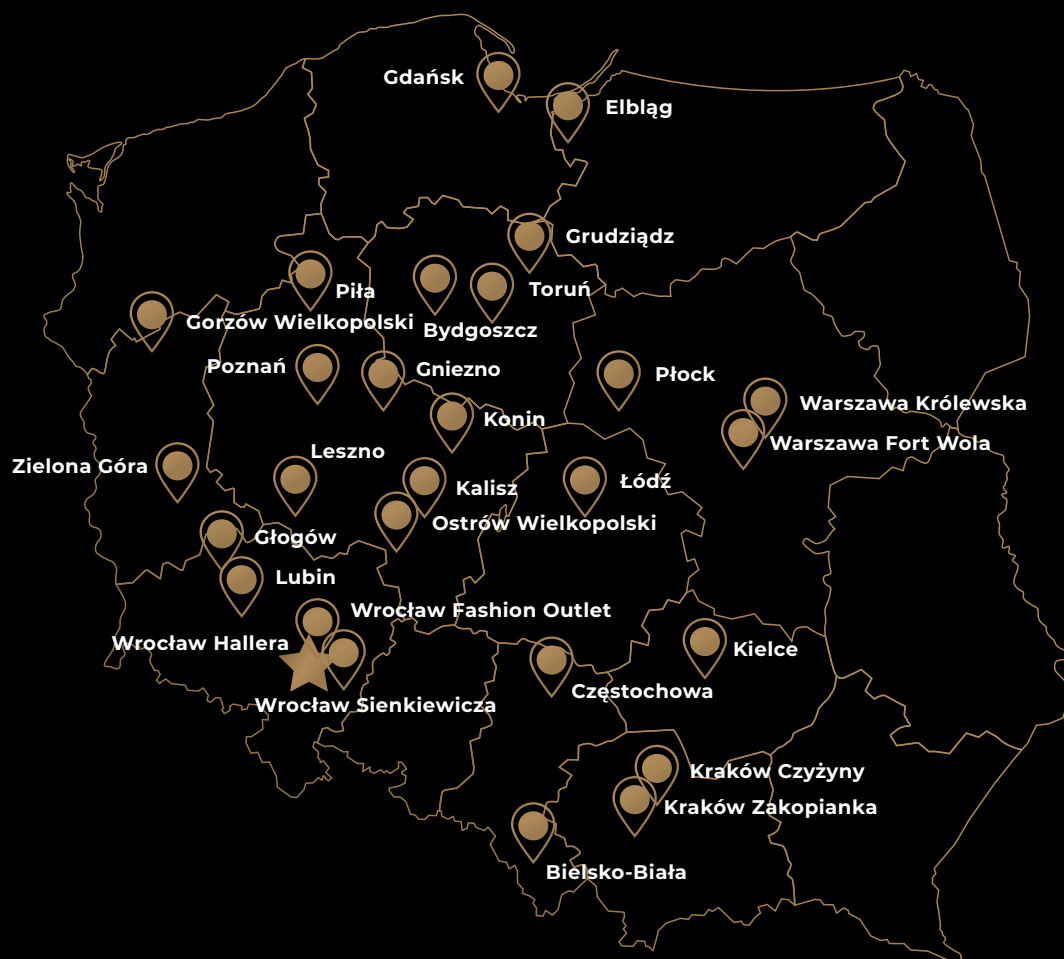 Gdańsk
Elbląg
Grudziądz
Piła
Toruń
Gorzów Wielkopolski
Bydgoszcz
Poznań
Gniezno
Płock
Warszawa Królewska
Konin
Warszawa Fort Wola
Leszno
Zielona Góra
Kalisz
Łódź
Ostrów Wielkopolski
Głogów
Lubin
Wrocław Fashion Outlet
Wrocław Hallera
Kielce
Częstochowa
Wrocław Sienkiewicza
Kraków Czyżyny
Kraków Zakopianka
Bielsko-Biała